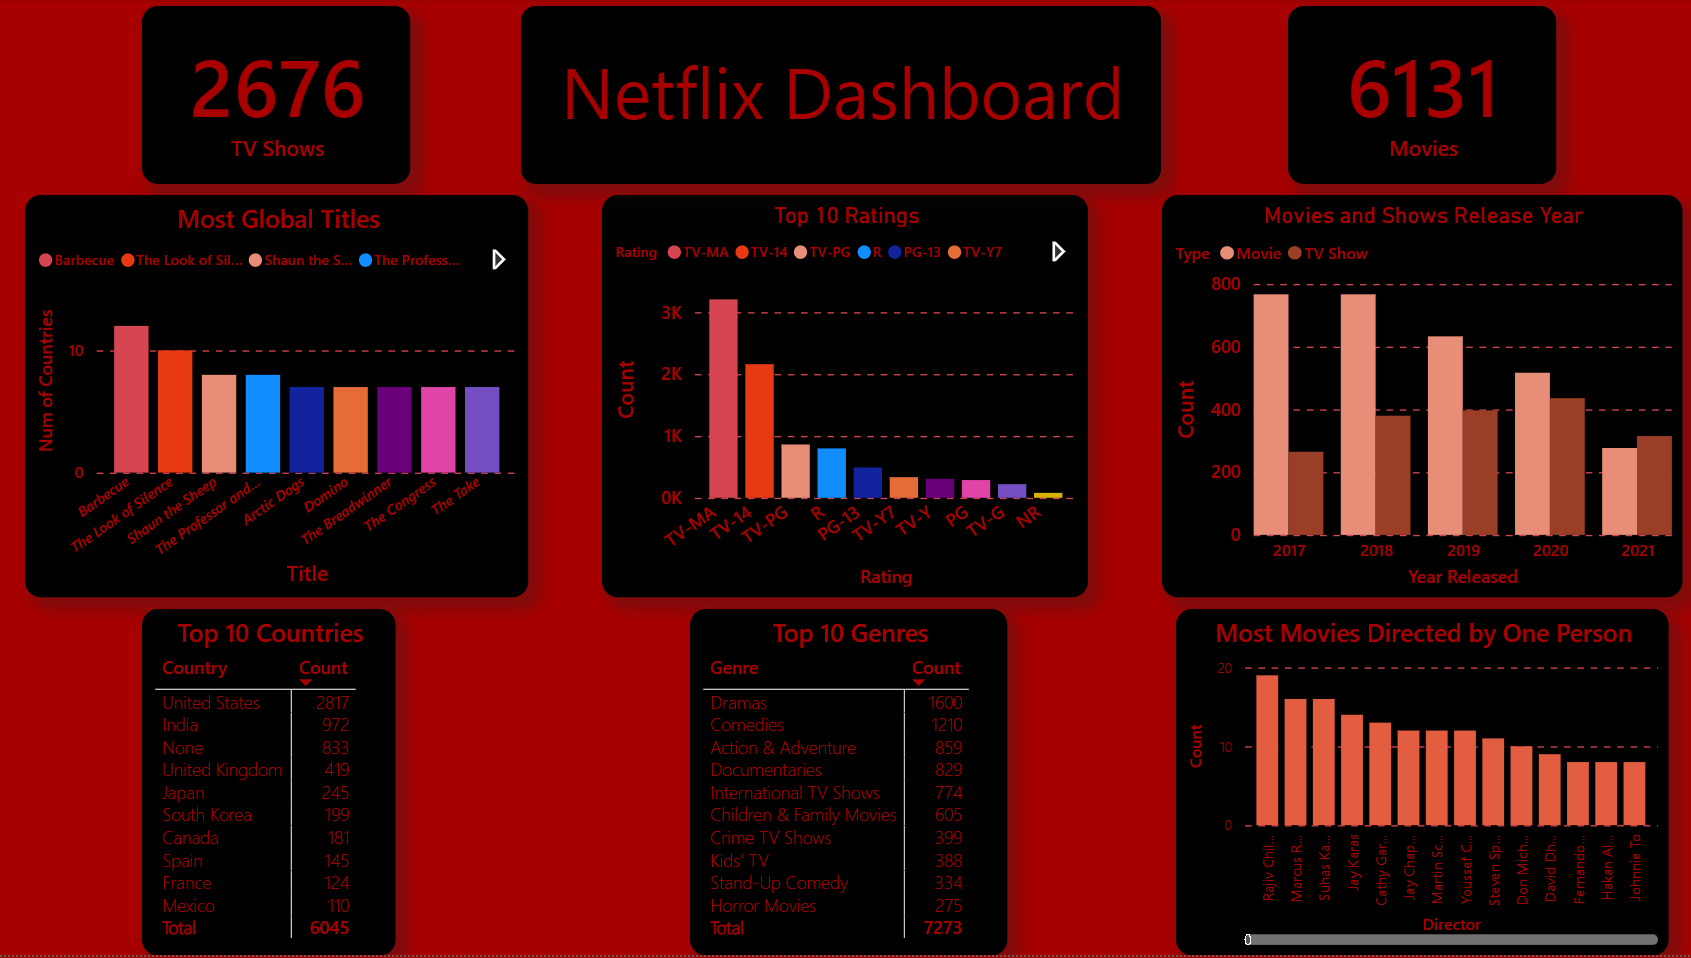 2676
TV Shows
Netflix Dashboard
6131
Movies
Most Global Titles
Barbecue The Look of Sil... Shaun the S... The Profess...
Num of Countries
10
0
Barbecue
The Look of Silence
Shaun the Sheep
The Professor and...
Arctic Dogs
Domino
The Breadwinner
The Congress
The Take
Title
Top 10 Ratings
Rating TV-MA TV-14 TV-PG R PG-13 TV-Y7
Count
3K
2K
1K
0K
TV-MA
TV-14
TV-PG
R
PG-13
TV-Y7
TV-Y
PG
TV-G
NR
Rating
Movies and Shows Release Year
Type Movie TV Show
Count
800
600
400
200
0
2017 2018 2019 2020 2021
Year Released
Top 10 Countries
Country Count
United States 2817
India 972
None 833
United Kingdom 419
Japan 245
South Korea 199
Canada 181
Spain 145
France 124
Mexico 110
Total 6045
Top 10 Genres
Genre Count
Dramas 1600
Comedies 1210
Action & Adventure 859
Documentaries 829
International TV Shows 774
Children & Family Movies 605
Crime TV Shows 399
Kids' TV 388
Stand-Up Comedy 334
Horror Movies 275
Total 7273
Most Movies Directed by One Person
Count
20
10
0
Rajiv Chil...
Marcus R...
Suhas Ka...
Jay Karas
Cathy Gar...
Jay Chap...
Martin Sc...
Youssef C...
Steven Sp...
Don Mich...
David Dh...
Fernando...
Hakan Al...
Johnnie To
Director
0